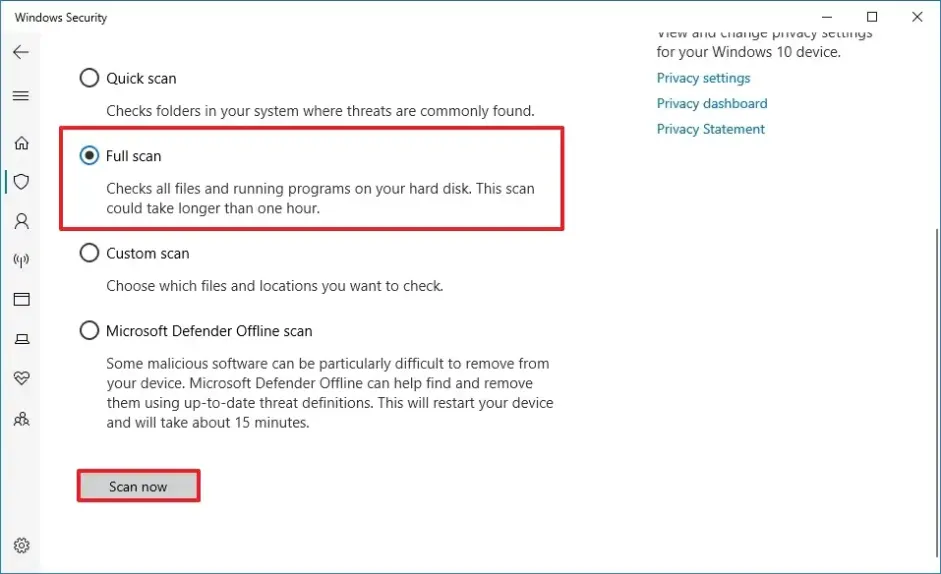 Windows Security
Quick scan
Checks folders in your system where threats are commonly found.
Full scan
Checks all files and running programs on your hard disk. This scan
could take longer than one hour.
Custom scan
Choose which files and locations you want to check.
Microsoft Defender Offline scan
Some malicious software can be particularly difficult to remove from
your device. Microsoft Defender Offline can help find and remove
them using up-to-date threat definitions. This will restart your device
and will take about 15 minutes.
Scan now
View and change privacy settings
for your Windows 10 device.
Privacy settings
Privacy dashboard
Privacy Statement